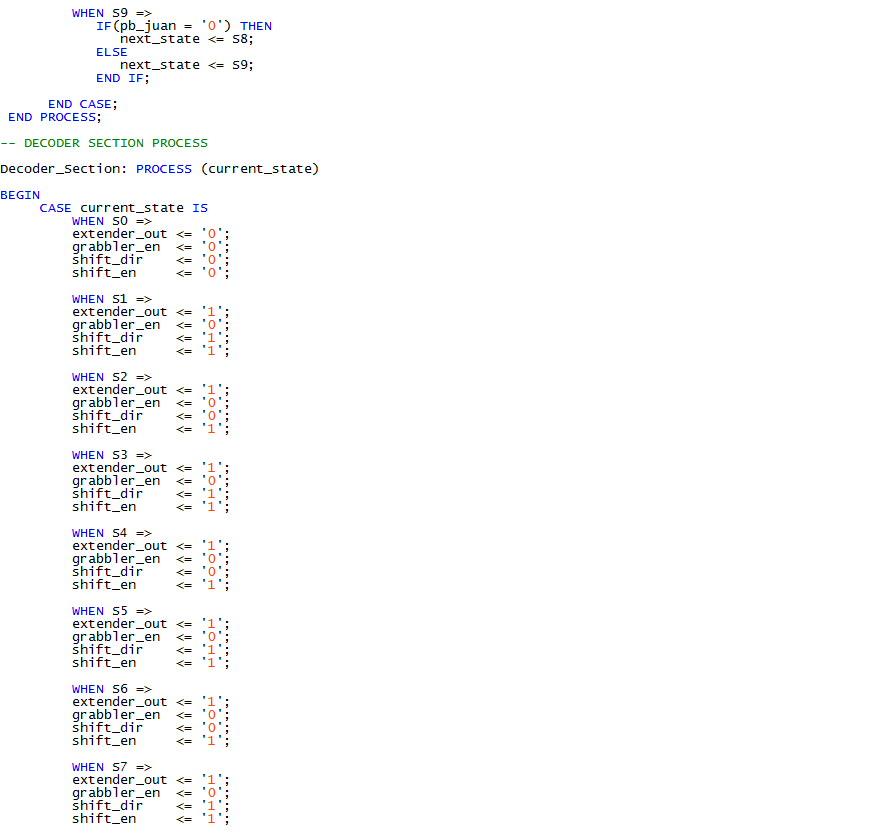 WHEN S9 =>
IF(pb_juan = '0') THEN
next_state <= S8;
ELSE
next_state <= S9;
END IF;
END CASE;
END PROCESS;
-- DECODER SECTION PROCESS
Decoder_Section: PROCESS (current_state)
BEGIN
CASE current_state IS
WHEN S0 =>
extender_out <= '0';
grabbler_en <= '0';
shift_dir <= '0';
shift_en <= '0';
WHEN S1 =>
extender_out <= '1';
grabbler_en <= '0';
shift_dir <= '1';
shift_en <= '1';
WHEN S2 =>
extender_out <= '1';
grabbler_en <= '0';
shift_dir <= '0';
shift_en <= '1';
WHEN S3 =>
extender_out <= '1';
grabbler_en <= '0';
shift_dir <= '1';
shift_en <= '1';
WHEN S4 =>
extender_out <= '1';
grabbler_en <= '0';
shift_dir <= '0';
shift_en <= '1';
WHEN S5 =>
extender_out <= '1';
grabbler_en <= '0';
shift_dir <= '1';
shift_en <= '1';
WHEN S6 =>
extender_out <= '1';
grabbler_en <= '0';
shift_dir <= '0';
shift_en <= '1';
WHEN S7 =>
extender_out <= '1';
grabbler_en <= '0';
shift_dir <= '1';
shift_en <= '1';